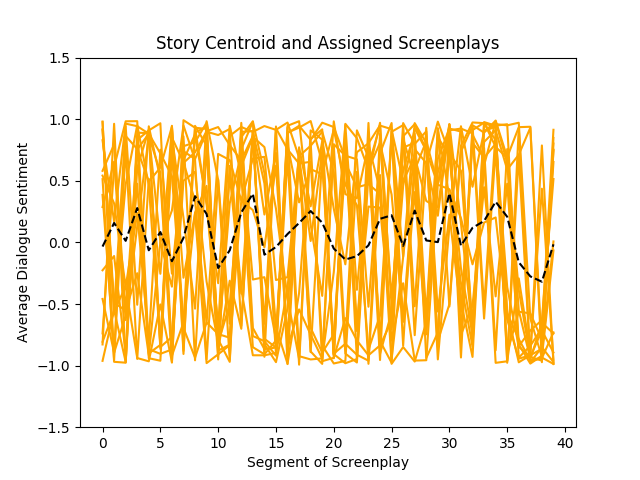 Story Centroid and Assigned Screenplays
1.5
1.0
0.5
0.0
−0.5
−1.0
−1.5
Average Dialogue Sentiment
0 5 10 15 20 25 30 35 40
Segment of Screenplay